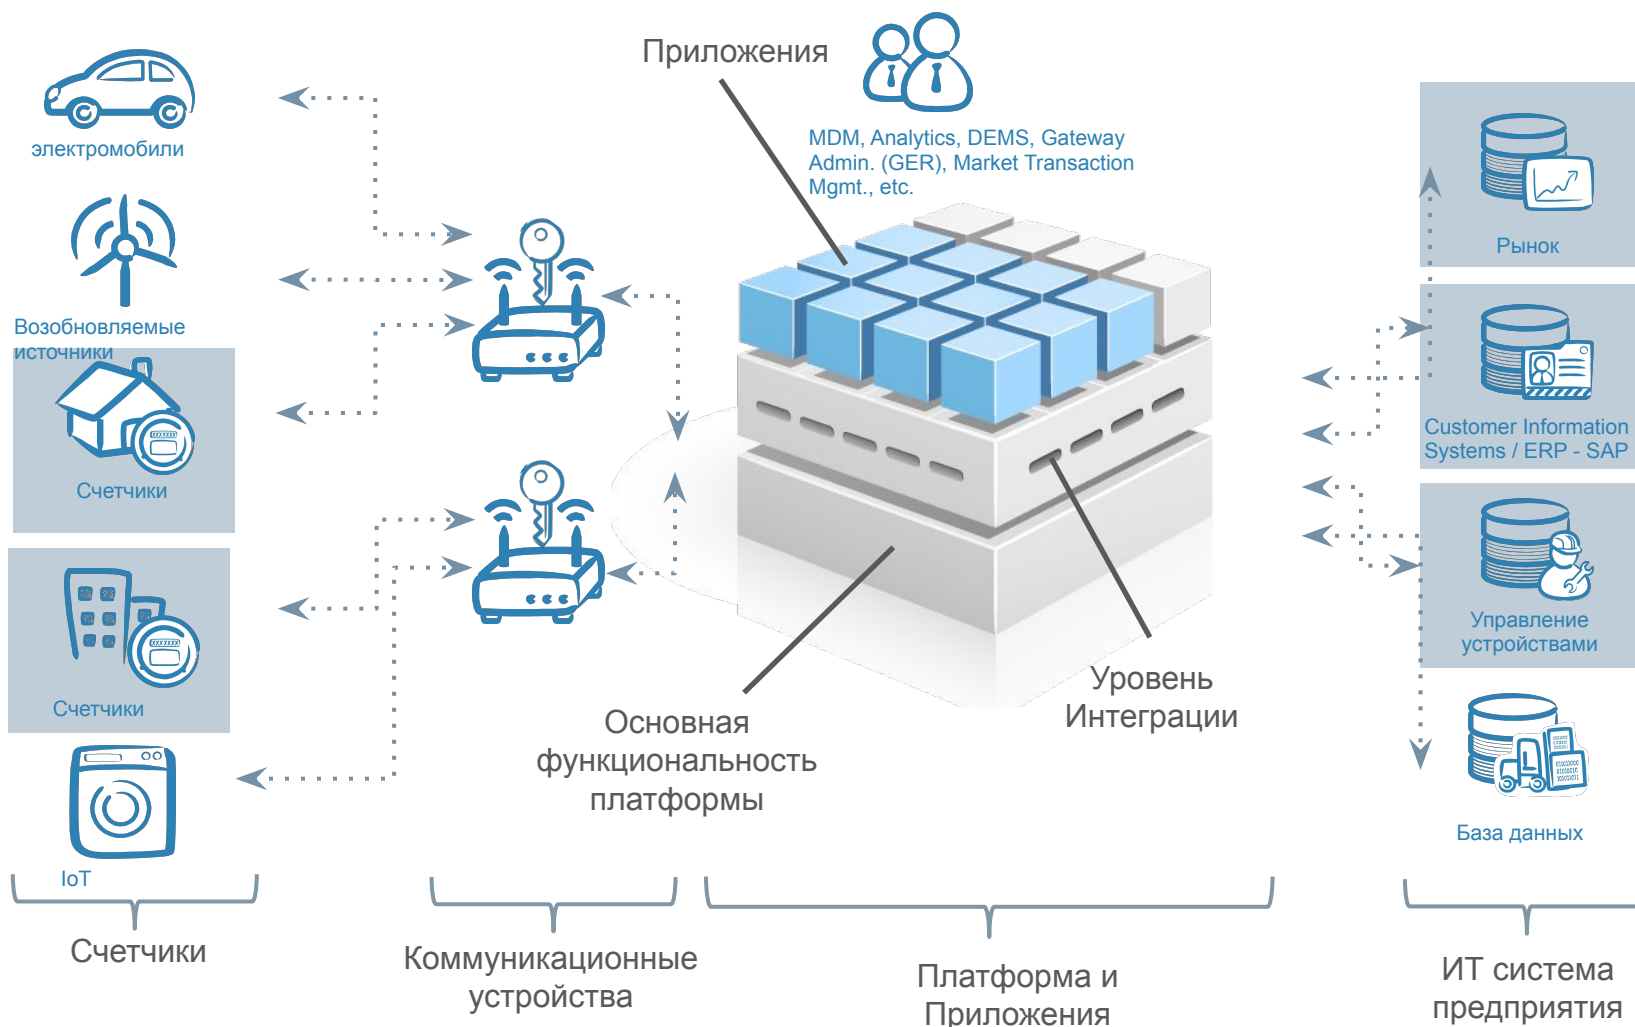 Приложения
MDM, Analytics, DEMS, Gateway
Admin. (GER), Market Transaction
Mgmt., etc.
электромобили
Возобновляемые
источники
Счетчики
Счетчики
IoT
Основная
функциональность
платформы
Уровень
Интеграции
Рынок
Customer Information
Systems / ERP - SAP
Управление
устройствами
База данных
Счетчики
Коммуникационные
устройства
Платформа и
Приложения
ИТ система
предприятия